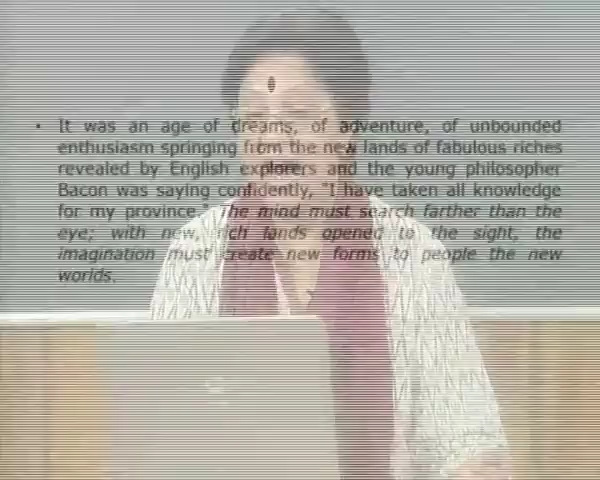 • It was an age of dreams, of adventure, of unbounded
enthusiasm springing from the new lands of fabulous riches
revealed by English explorers and the young philosopher
Bacon was saying confidently, "I have taken all knowledge
for my province." The mind must search farther than the
eye; with new, rich lands opened to the sight, the
imagination must create new forms to people the new
worlds.